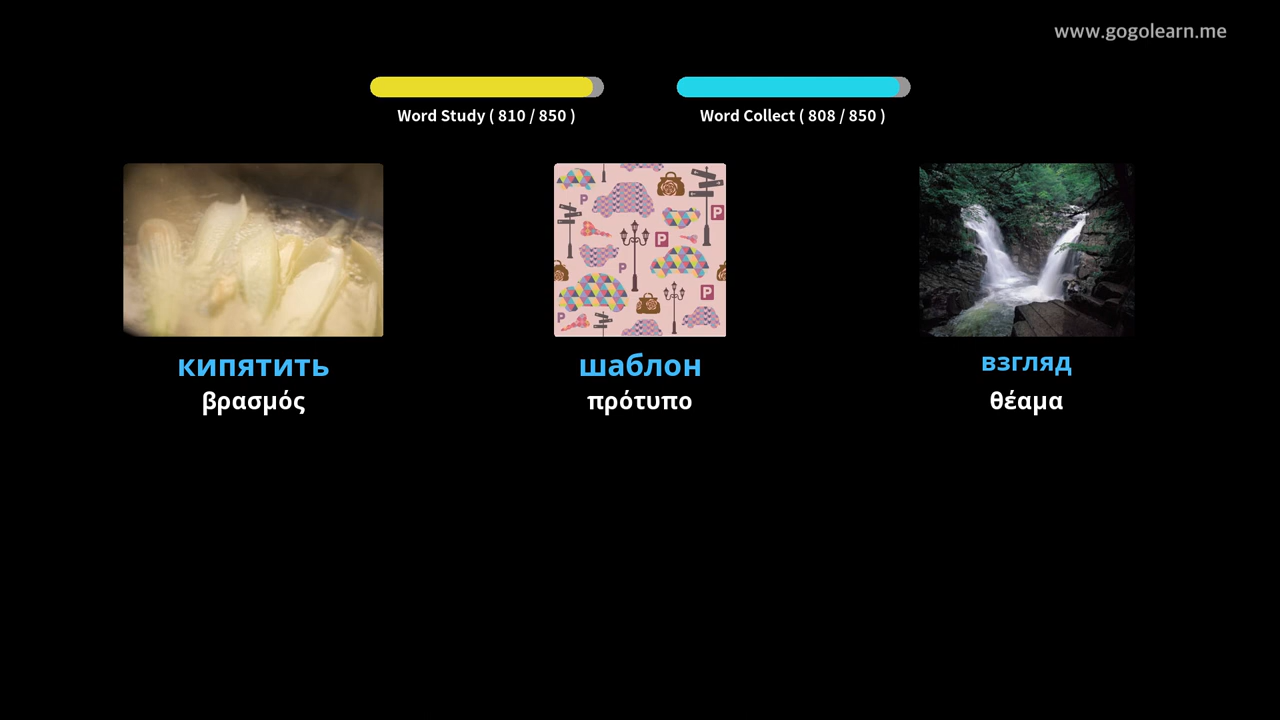 www.gogolearn.me
Word Study ( 810 / 850 )
Word Collect ( 808 / 850 )
P
P
P
P
P
P
кипятить
шаблон
взгляд
βρασμός
πρότυπο
θέαμα